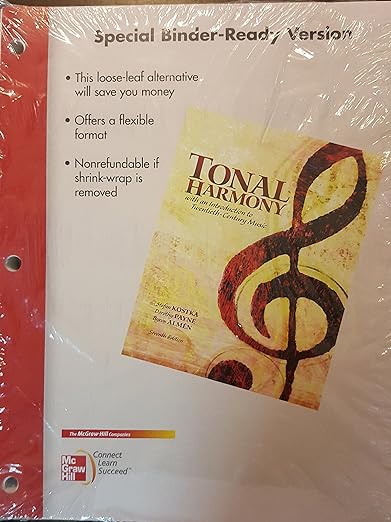 Special Binder-Ready Version
• This loose-leaf alternative
will save you money
• Offers a flexible
format
• Nonrefundable if
shrink-wrap is
removed
TONAL
HARMONY
with an Introduction to
Twentieth-Century Music
Stefan KOSTKA
Dorothy PAYNE
Byron ALMÉN
Seventh Edition
The McGraw-Hill Companies
Mc
Graw
Hill
Connect
Learn
Succeed™